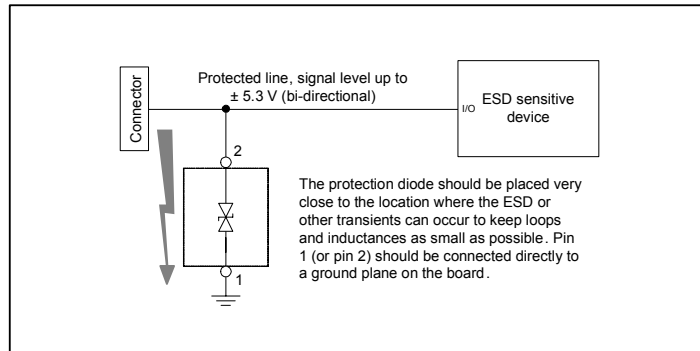 Connector
Protected line, signal level up to
± 5.3 V (bi-directional)
I/O
ESD sensitive
device
2
The protection diode should be placed very
close to the location where the ESD or
other transients can occur to keep loops
and inductances as small as possible. Pin
1 (or pin 2) should be connected directly to
a ground plane on the board.
1